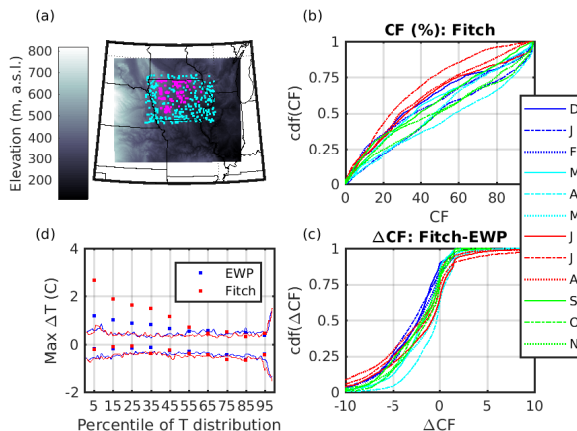 (a)
Elevation (m, a.s.l.)
800
700
600
500
400
300
200
(b)
CF (%): Fitch
cdf(CF)
1
0.75
0.5
0.25
0
0 20 40 60 80
CF
D
J
F
M
A
M
J
J
A
S
O
N
(d)
Max ΔT (C)
4
2
0
-2
EWP
Fitch
5 15 25 35 45 55 65 75 85 95
Percentile of T distribution
(c)
ΔCF: Fitch-EWP
cdf(ΔCF)
1
0.75
0.5
0.25
0
-10 -5 0 5 10
ΔCF